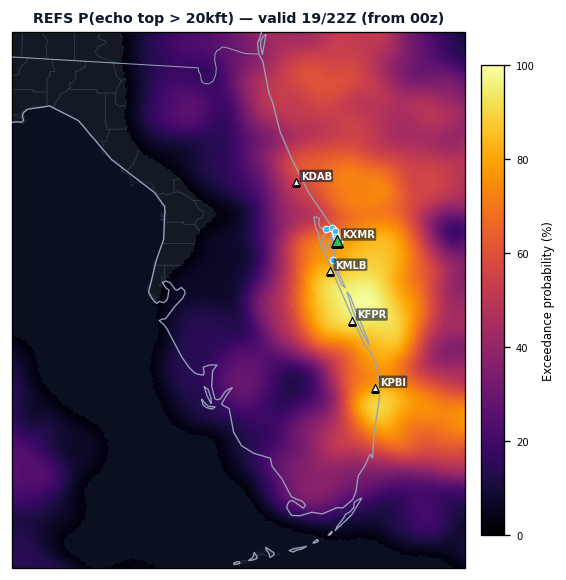 REFS P(echo top > 20kft) — valid 19/22Z (from 00z)
KDAB
KXMR
KMLB
KFPR
KPBI
100
80
60
40
20
0
Exceedance probability (%)